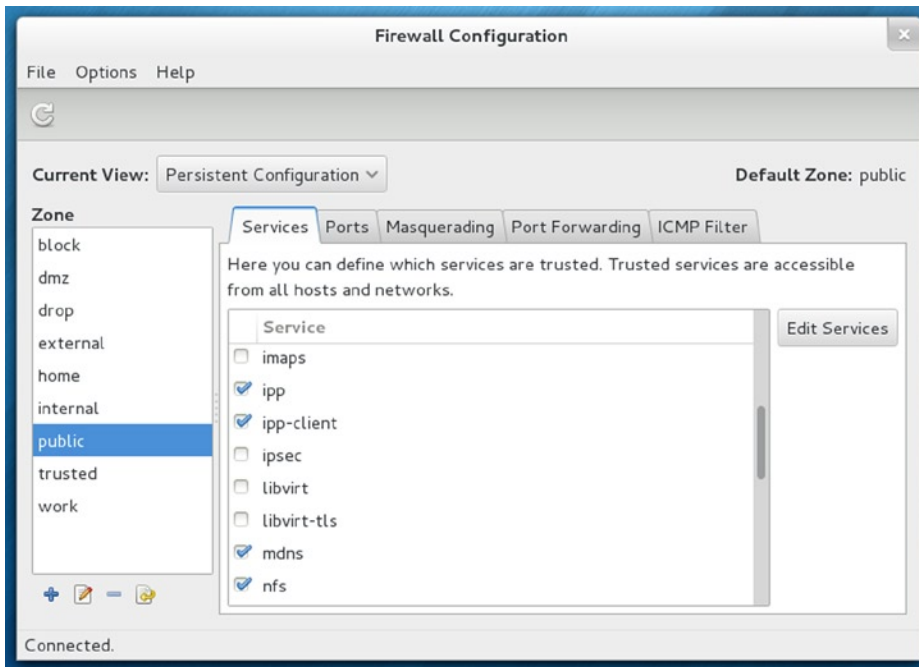 Firewall Configuration
File Options Help
Current View: Persistent Configuration Default Zone: public
Zone
block
dmz
drop
external
home
internal
public
trusted
work
Services Ports Masquerading Port Forwarding ICMP Filter
Here you can define which services are trusted. Trusted services are accessible
from all hosts and networks.
Service
imaps
ipp
ipp-client
ipsec
libvirt
libvirt-tls
mdns
nfs
Edit Services
Connected.